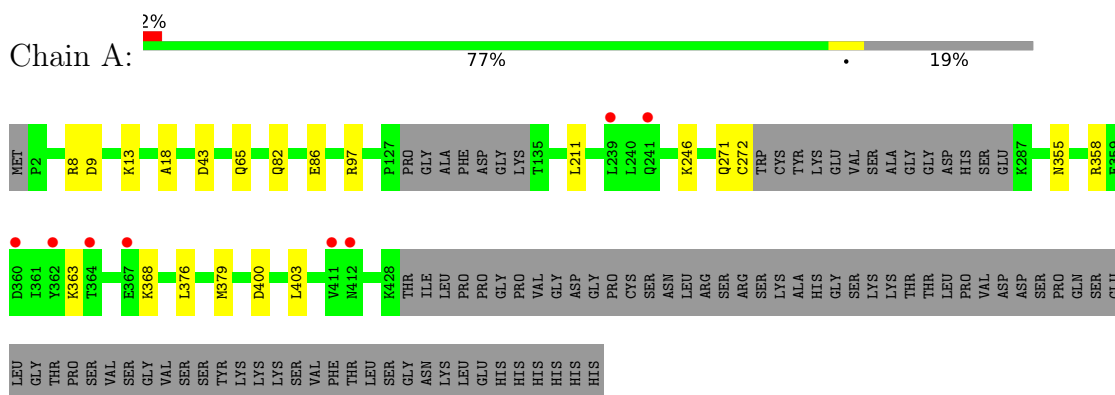 2%
Chain A:
77% • 19%
MET P2 R8 D9 K13 A18 D43 Q65 Q82 E86 R97 P127 PRO GLY ALA PHE ASP GLY LYS T135 L211 L239 L240 Q241 K246 Q271 C272 TRP CYS TYR LYS GLU VAL SER ALA GLY GLY ASP HIS SER GLU K287 N355 R358 E359
D360 I361 Y362 K363 T364 E367 K368 L376 M379 D400 L403 V411 N412 K428 THR ILE LEU PRO PRO GLY PRO VAL GLY ASP GLY PRO CYS SER ASN LEU ARG SER ARG SER LYS ALA HIS GLY SER LYS LYS THR THR LEU PRO VAL ASP ASP SER PRO GLN SER GLU
LEU GLY THR PRO SER VAL SER GLY VAL SER SER TYR LYS LYS LYS SER VAL PHE THR LEU SER GLY ASN LYS LEU GLU HIS HIS HIS HIS HIS HIS